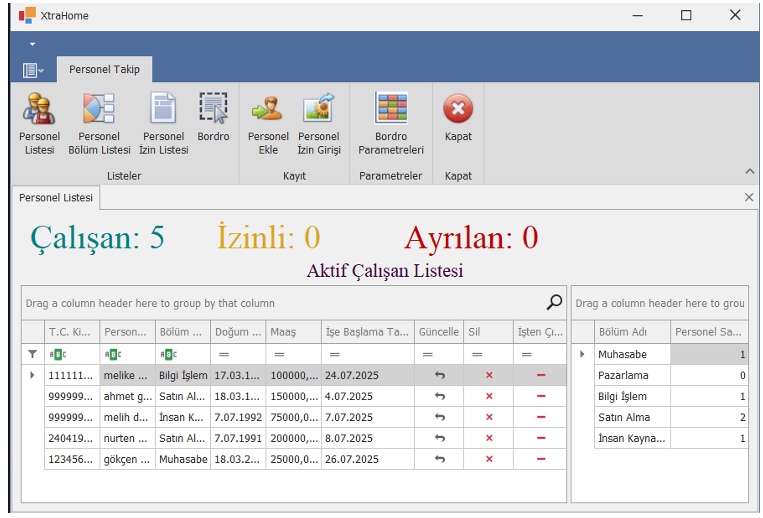 XtraHome
Personel Takip
Personel Listesi
Personel Bölüm Listesi
Personel İzin Listesi
Bordro
Personel Ekle
Personel İzin Girişi
Bordro Parametreleri
Kapat
Listeler
Kayıt
Parametreler
Kapat
Personel Listesi
Çalışan: 5 İzinli: 0 Ayrılan: 0
Aktif Çalışan Listesi
Drag a column header here to group by that column
T.C. Ki... Person... Bölüm ... Doğum ... Maaş İşe Başlama Ta... Güncelle Sil İşten Çı...
111111... melike ... Bilgi İşlem 17.03.1... 100000,... 24.07.2025
999999... ahmet g... Satın Al... 18.03.1... 150000,... 4.07.2025
999999... melih d... İnsan K... 7.07.1992 75000,0... 7.07.2025
240419... nurten ... Satın Al... 7.07.1991 200000,... 8.07.2025
123456... gökçen ... Muhasebe 18.03.2... 25000,0... 26.07.2025
Drag a column header here to grou
Bölüm Adı Personel Sa...
Muhasabe 1
Pazarlama 0
Bilgi İşlem 1
Satın Alma 2
İnsan Kayna... 1